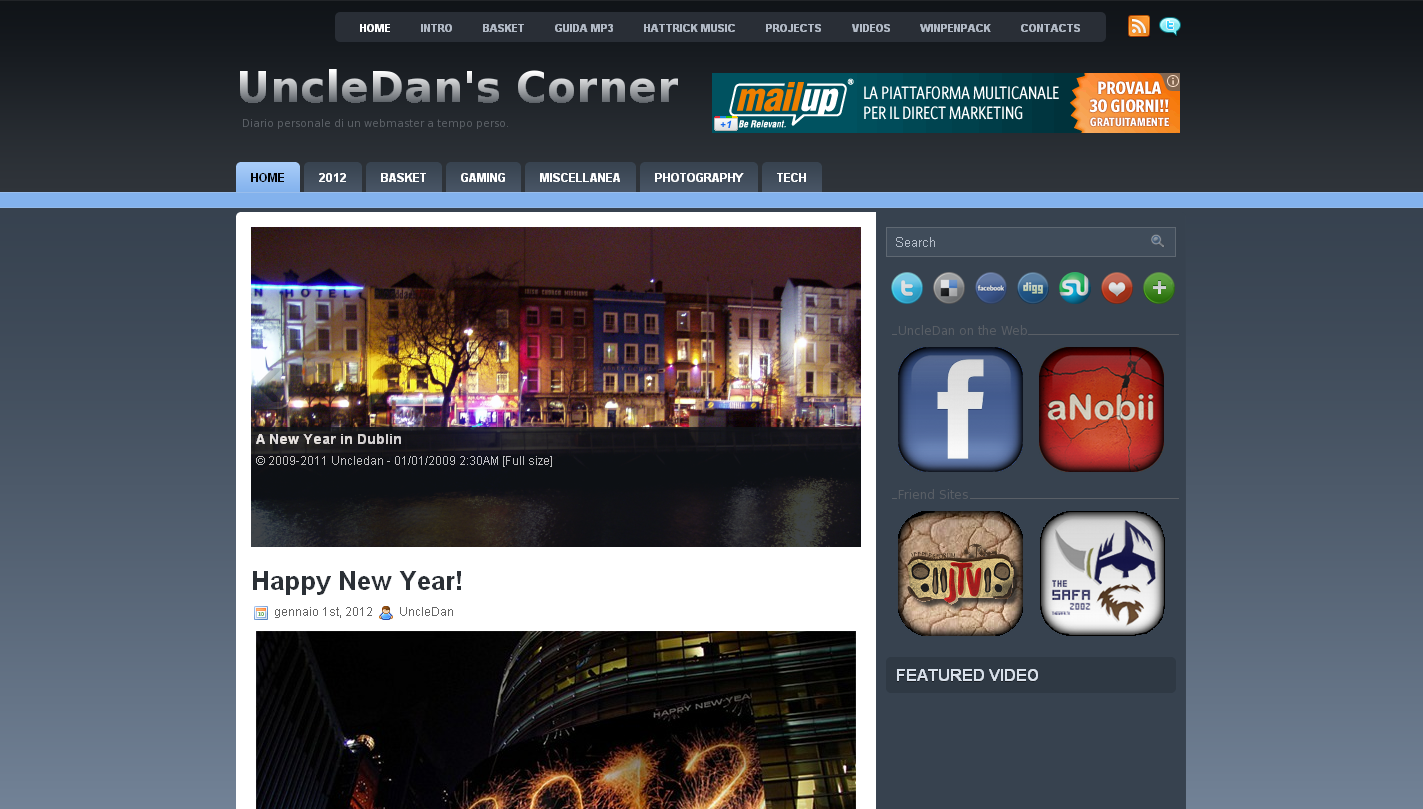 HOME INTRO BASKET GUIDA MP3 HATTRICK MUSIC PROJECTS VIDEOS WINPENPACK CONTACTS
UncleDan's Corner
Diario personale di un webmaster a tempo perso.
mailup®
Be Relevant.
+1
LA PIATTAFORMA MULTICANALE
PER IL DIRECT MARKETING
PROVALA
30 GIORNI!!
GRATUITAMENTE
HOME 2012 BASKET GAMING MISCELLANEA PHOTOGRAPHY TECH
HOTEL
A New Year in Dublin
© 2009-2011 Uncledan - 01/01/2009 2:30AM [Full size]
Happy New Year!
gennaio 1st, 2012 UncleDan
HAPPY NEW YEAR
2012
Search
facebook
digg
UncleDan on the Web
f
aNobii
Friend Sites
JTV
THE
SAFA
2002
FEATURED VIDEO